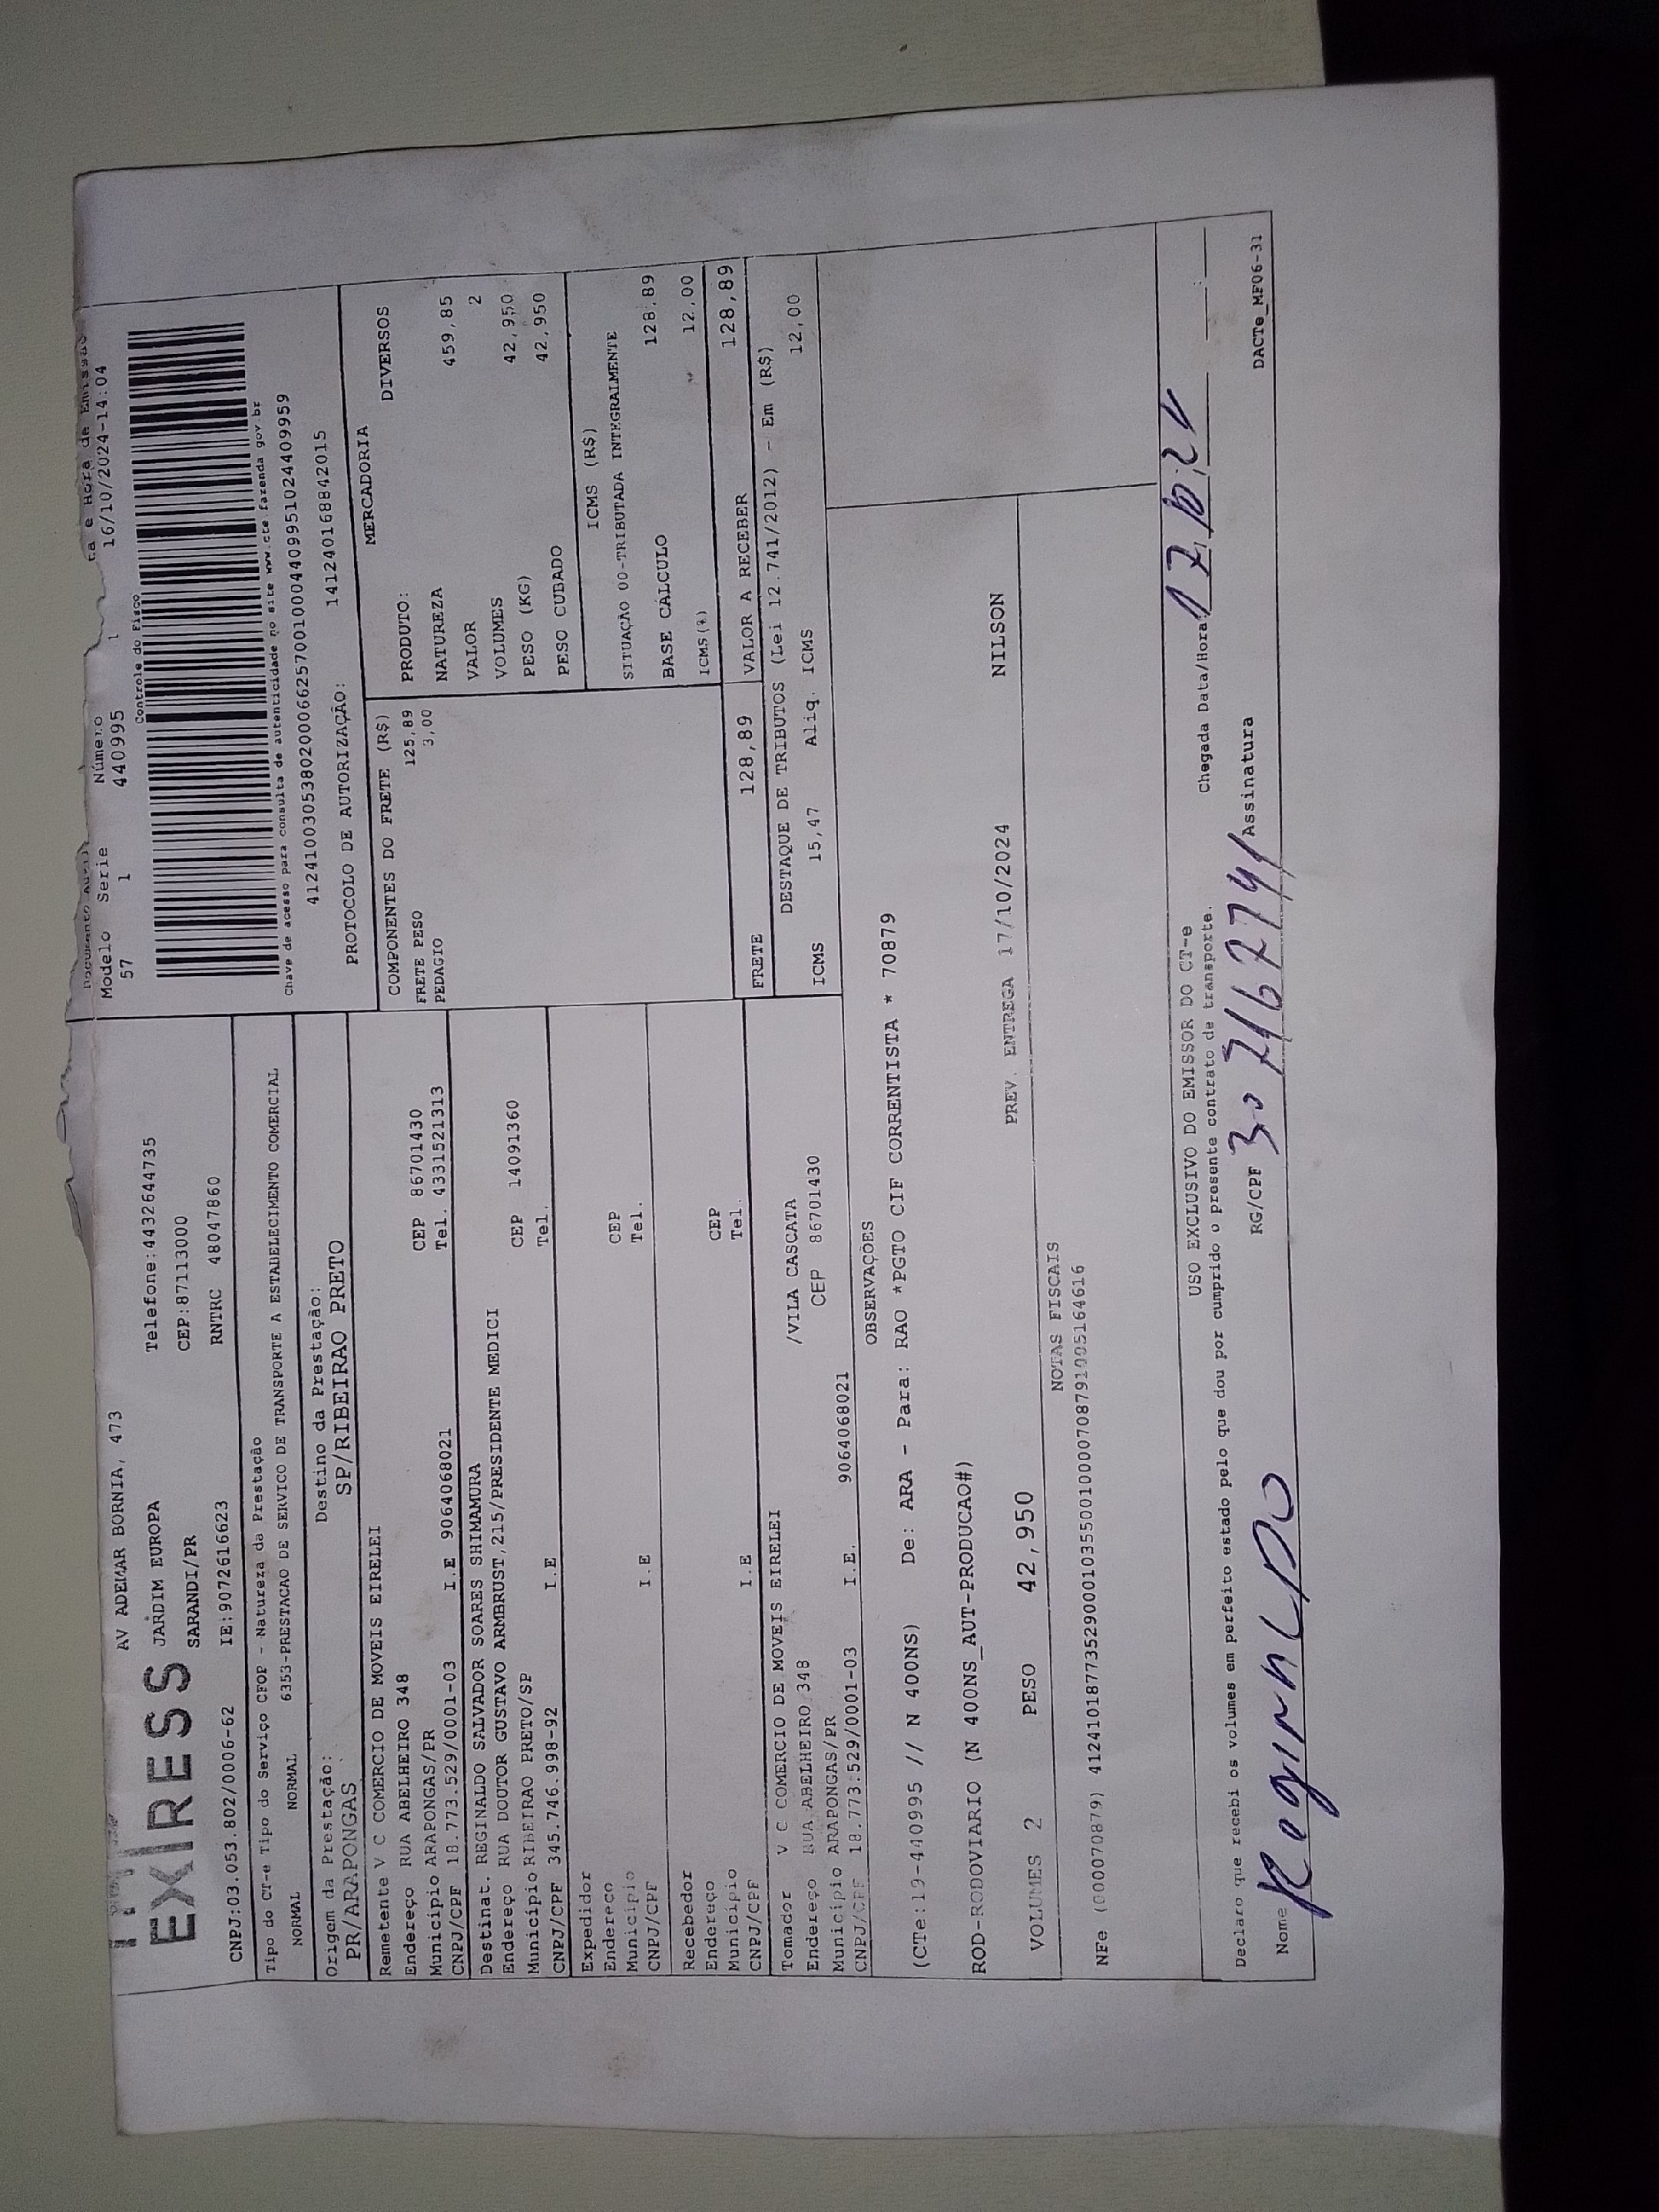 EXPRESS
AV ADEMAR BORNIA, 473
JARDIM EUROPA
SARANDI/PR
Telefone:4432644735
CEP:87113000
CNPJ:03.053.802/0006-62 IE:9072616623 RNTRC 48047860
Tipo do CT-e Tipo do Serviço CFOP - Natureza da Prestação
NORMAL NORMAL 6353-PRESTACAO DE SERVICO DE TRANSPORTE A ESTABELECIMENTO COMERCIAL
Origem da Prestação: Destino da Prestação:
PR/ARAPONGAS SP/RIBEIRAO PRETO
Remetente V C COMERCIO DE MOVEIS EIRELEI
Endereço RUA ABELHEIRO 348 CEP 86701430
Município ARAPONGAS/PR Tel. 4331521313
CNPJ/CPF 18.773.529/0001-03 I.E 9064068021
Destinat. REGINALDO SALVADOR SOARES SHIMAMURA
Endereço RUA DOUTOR GUSTAVO ARMBRUST,215/PRESIDENTE MEDICI
Município RIBEIRAO PRETO/SP CEP 14091360
CNPJ/CPF 345.746.998-92 I.E Tel.
Expedidor
Endereço
Município CEP
CNPJ/CPF I.E Tel.
Recebedor
Endereço
Município CEP
CNPJ/CPF I.E Tel.
Tomador V C COMERCIO DE MOVEIS EIRELEI
Endereço RUA ABELHEIRO 348 /VILA CASCATA
Município ARAPONGAS/PR CEP 86701430
CNPJ/CPF 18.773.529/0001-03 I.E. 9064068021
ta e Hora de Emissão
Modelo Serie Número
57 1 440995 1 16/10/2024-14:04
Controle do Fisco
Chave de acesso para consulta de autenticidade no site www.cte.fazenda.gov.br
41241003053802000662570010004409951024409959
PROTOCOLO DE AUTORIZAÇÃO: 141240168842015
COMPONENTES DO FRETE (R$)
FRETE PESO 125,89
PEDAGIO 3,00
MERCADORIA
PRODUTO: DIVERSOS
NATUREZA
VALOR 459,85
VOLUMES 2
PESO (KG) 42,950
PESO CUBADO 42,950
ICMS (R$)
SITUAÇÃO 00-TRIBUTADA INTEGRALMENTE
BASE CÁLCULO 128,89
ICMS(%) 12,00
FRETE 128,89 VALOR A RECEBER 128,89
DESTAQUE DE TRIBUTOS (Lei 12.741/2012) - Em (R$)
ICMS 15,47 Aliq. ICMS 12,00
OBSERVAÇÕES
(CTe:19-440995 // N 400NS) De: ARA - Para: RAO *PGTO CIF CORRENTISTA * 70879
ROD-RODOVIARIO (N 400NS_AUT-PRODUCAO#)
VOLUMES 2 PESO 42,950 PREV. ENTREGA 17/10/2024 NILSON
NOTAS FISCAIS
NFe (000070879) 41241018773529000103550010000708791005164616
USO EXCLUSIVO DO EMISSOR DO CT-e
Declaro que recebi os volumes em perfeito estado pelo que dou por cumprido o presente contrato de transporte.
Chegada Data/Hora 17/10/24 :
Nome Reginaldo RG/CPF Assinatura
DACTe_MF06-31